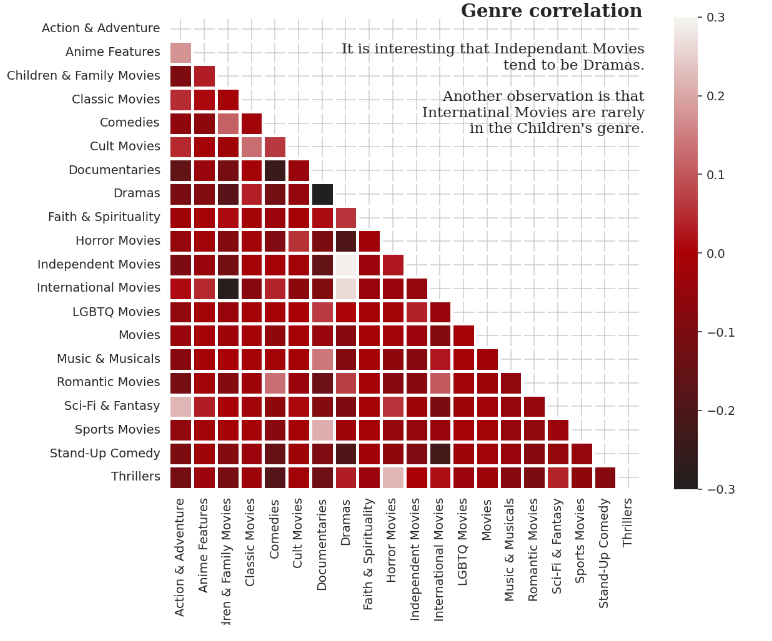 Genre correlation
It is interesting that Independant Movies
tend to be Dramas.
Another observation is that
Internatinal Movies are rarely
in the Children's genre.
Action & Adventure
Anime Features
Children & Family Movies
Classic Movies
Comedies
Cult Movies
Documentaries
Dramas
Faith & Spirituality
Horror Movies
Independent Movies
International Movies
LGBTQ Movies
Movies
Music & Musicals
Romantic Movies
Sci-Fi & Fantasy
Sports Movies
Stand-Up Comedy
Thrillers
Action & Adventure
Anime Features
dren & Family Movies
Classic Movies
Comedies
Cult Movies
Documentaries
Dramas
Faith & Spirituality
Horror Movies
Independent Movies
International Movies
LGBTQ Movies
Movies
Music & Musicals
Romantic Movies
Sci-Fi & Fantasy
Sports Movies
Stand-Up Comedy
Thrillers
0.3
0.2
0.1
0.0
−0.1
−0.2
−0.3